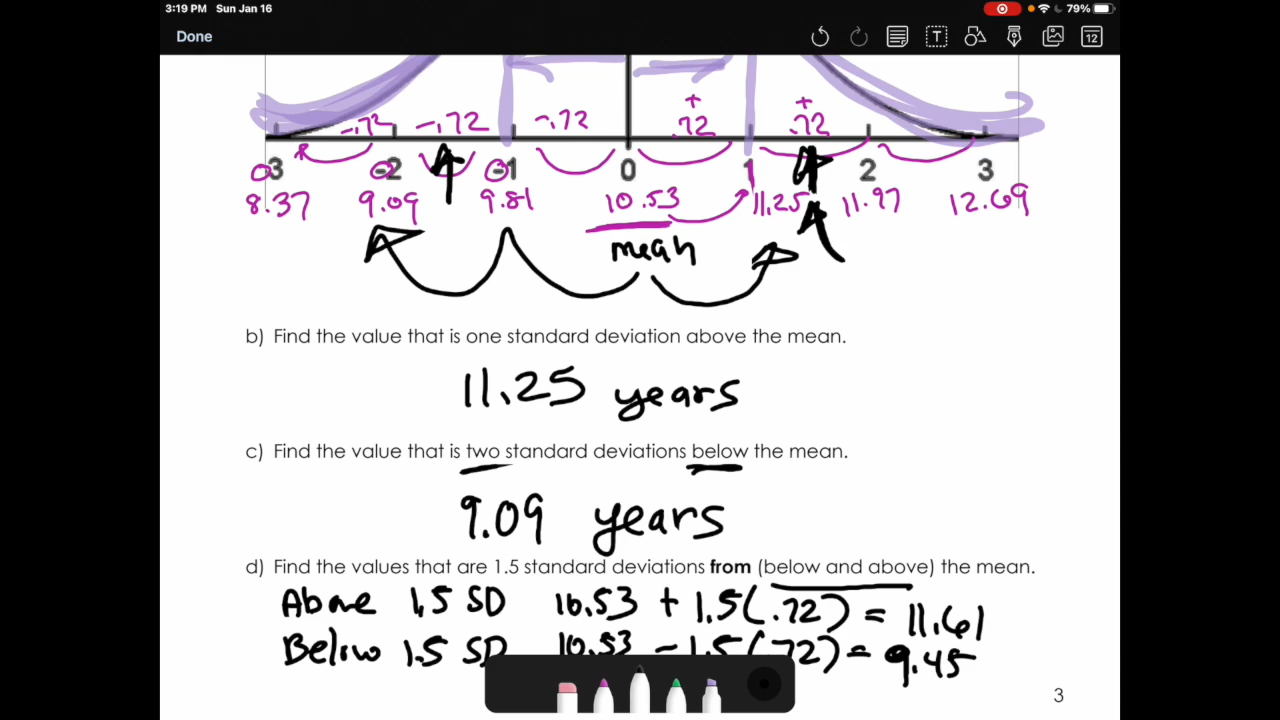 3:19 PM Sun Jan 16 79%
Done 12
+ +
-.72 -.72 -.72 .72 .72
-3 -2 -1 0 1 2 3
8.37 9.09 9.81 10.53 11.25 11.97 12.69
mean
b) Find the value that is one standard deviation above the mean.
11.25 years
c) Find the value that is two standard deviations below the mean.
9.09 years
d) Find the values that are 1.5 standard deviations from (below and above) the mean.
Above 1.5 SD 10.53 + 1.5(.72) = 11.61
Below 1.5 SD 10.53 - 1.5(.72) = 9.45
3